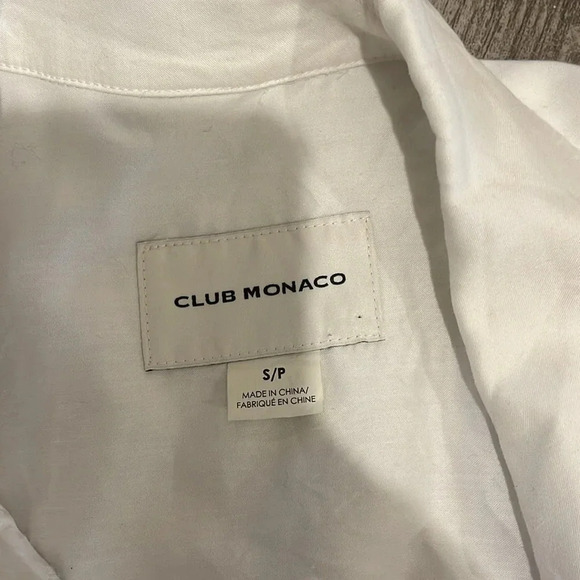 CLUB MONACO
S/P
MADE IN CHINA/
FABRIQUÉ EN CHINE